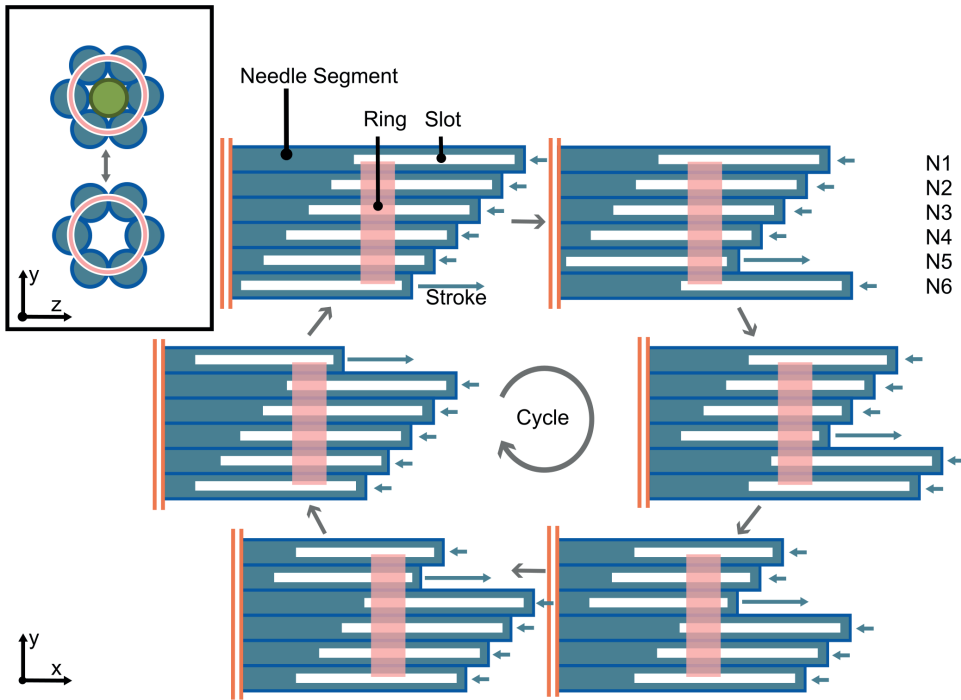 Needle Segment
Ring
Slot
Stroke
N1
N2
N3
N4
N5
N6
y
z
Cycle
y
x